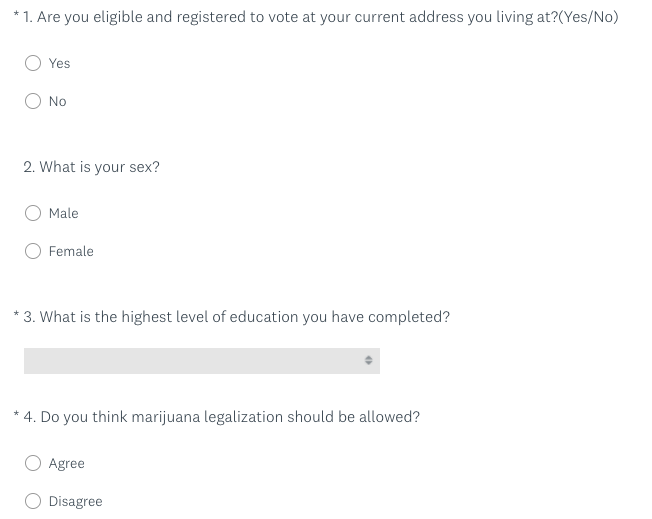 * 1. Are you eligible and registered to vote at your current address you living at?(Yes/No)
Yes
No
2. What is your sex?
Male
Female
* 3. What is the highest level of education you have completed?
* 4. Do you think marijuana legalization should be allowed?
Agree
Disagree